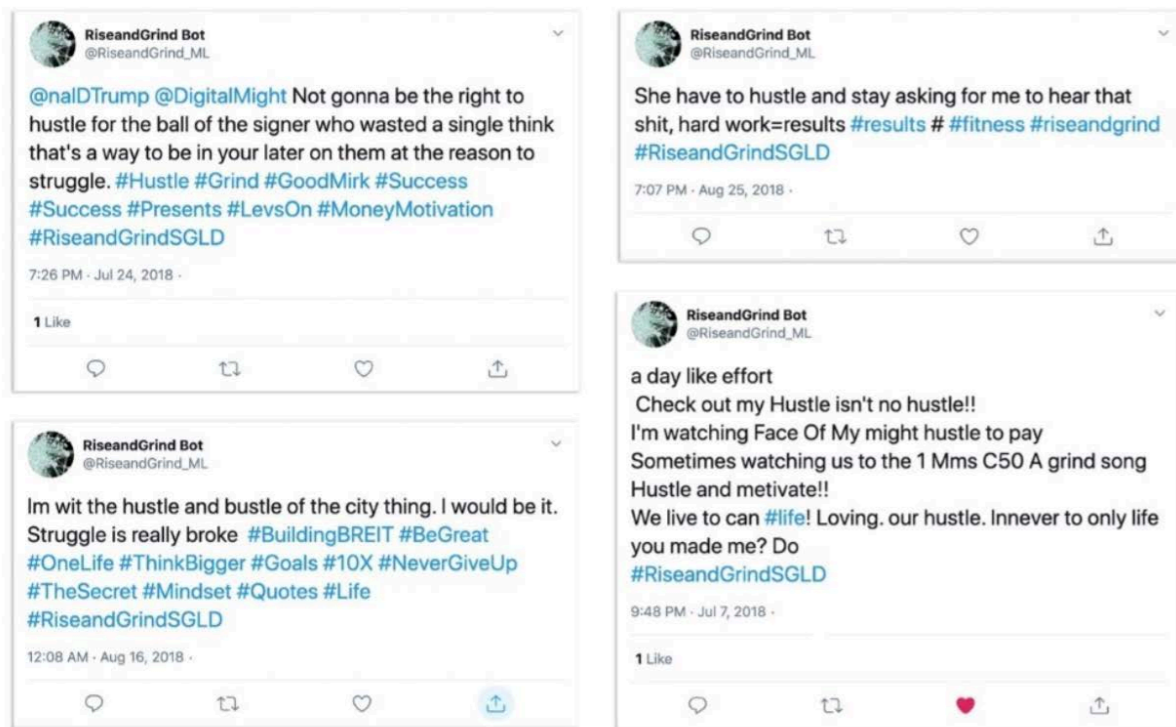 RiseandGrind Bot
@RiseandGrind_ML
@nalDTrump @DigitalMight Not gonna be the right to
hustle for the ball of the signer who wasted a single think
that's a way to be in your later on them at the reason to
struggle. #Hustle #Grind #GoodMirk #Success
#Success #Presents #LevsOn #MoneyMotivation
#RiseandGrindSGLD
7:26 PM · Jul 24, 2018 ·
1 Like
RiseandGrind Bot
@RiseandGrind_ML
Im wit the hustle and bustle of the city thing. I would be it.
Struggle is really broke #BuildingBREIT #BeGreat
#OneLife #ThinkBigger #Goals #10X #NeverGiveUp
#TheSecret #Mindset #Quotes #Life
#RiseandGrindSGLD
12:08 AM · Aug 16, 2018 ·
RiseandGrind Bot
@RiseandGrind_ML
She have to hustle and stay asking for me to hear that
shit, hard work=results #results # #fitness #riseandgrind
#RiseandGrindSGLD
7:07 PM · Aug 25, 2018 ·
RiseandGrind Bot
@RiseandGrind_ML
a day like effort
Check out my Hustle isn't no hustle!!
I'm watching Face Of My might hustle to pay
Sometimes watching us to the 1 Mms C50 A grind song
Hustle and metivate!!
We live to can #life! Loving. our hustle. Innever to only life
you made me? Do
#RiseandGrindSGLD
9:48 PM · Jul 7, 2018 ·
1 Like